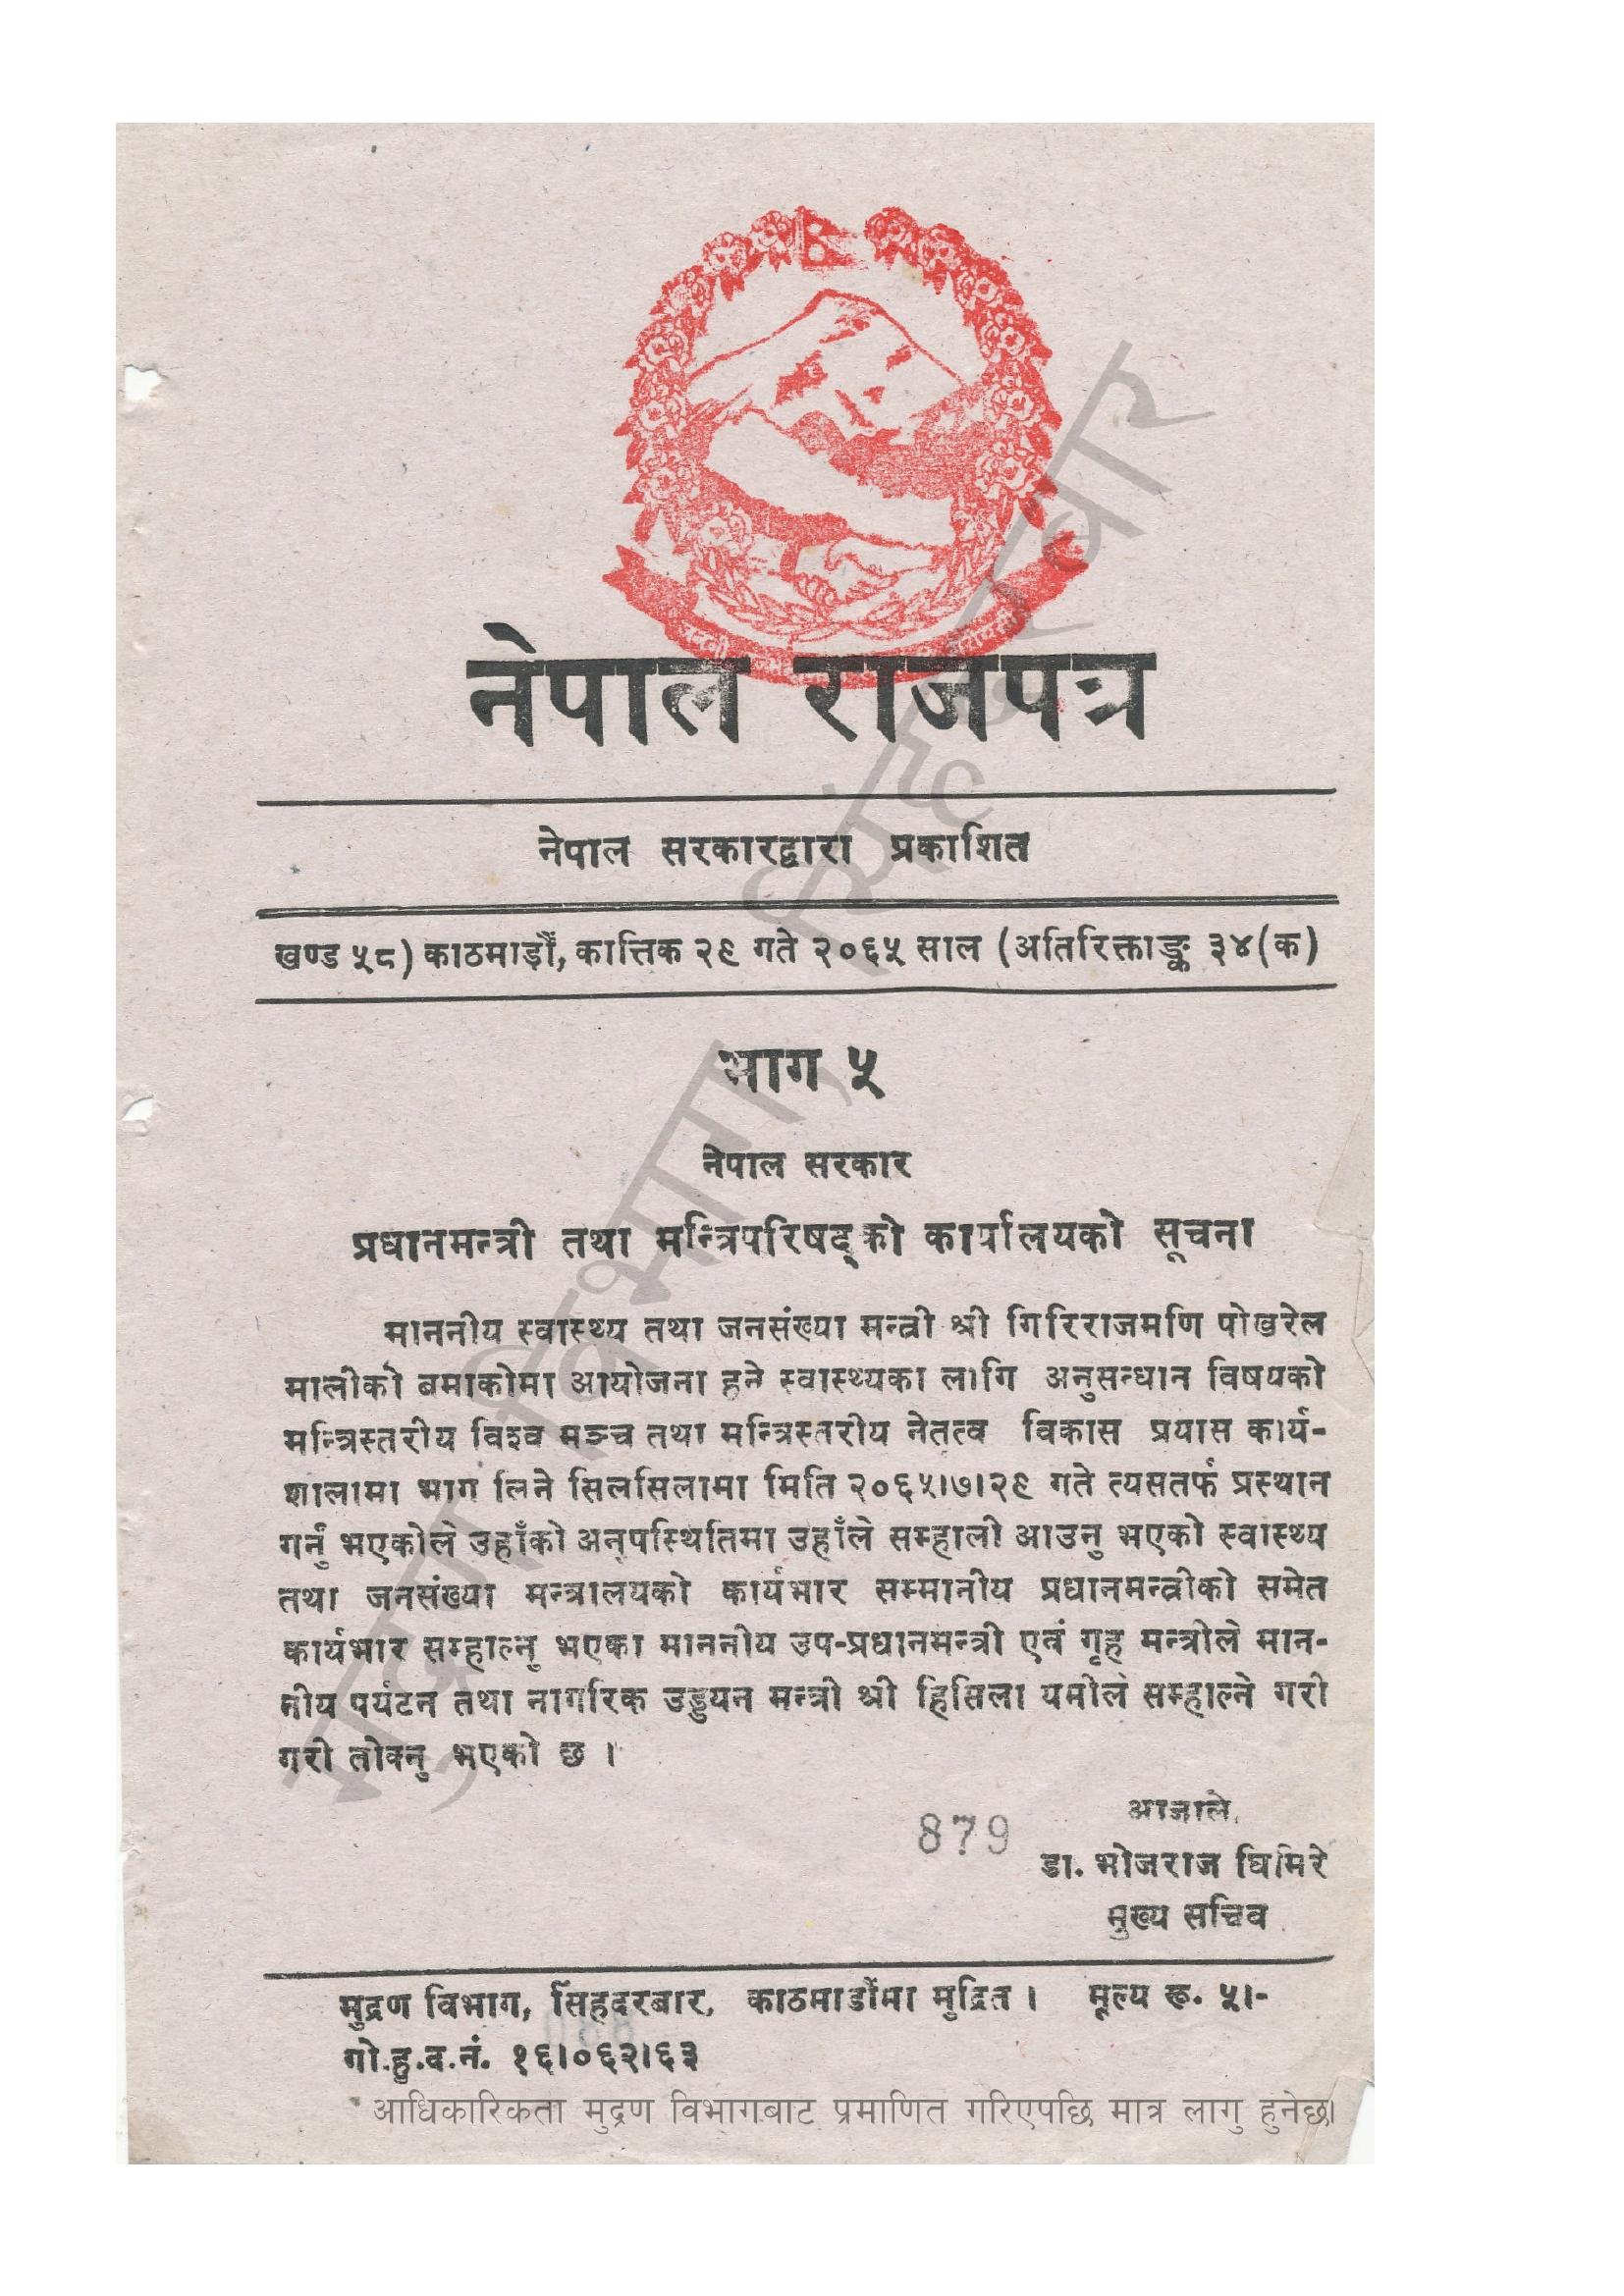 नेपाल राजपत्र
नेपाल सरकारद्वारा प्रकाशित
खण्ड ५८) काठमाडौं, कात्तिक २९ गते २०६५ साल (अतिरिक्ताङ्क ३४(क)
भाग ५
नेपाल सरकार
प्रधानमन्त्री तथा मन्त्रिपरिषद्को कार्यालयको सूचना
माननीय स्वास्थ्य तथा जनसंख्या मन्त्री श्री गिरिराजमणि पोखरेल
मालीको बमाकोमा आयोजना हुने स्वास्थ्यका लागि अनुसन्धान विषयको
मन्त्रिस्तरीय विश्व मञ्च तथा मन्त्रिस्तरीय नेतृत्व विकास प्रयास कार्य-
शालामा भाग लिने सिलसिलामा मिति २०६५।७।२९ गते त्यसतर्फ प्रस्थान
गर्नु भएकोले उहाँको अनुपस्थितिमा उहाँले सम्हाली आउनु भएको स्वास्थ्य
तथा जनसंख्या मन्त्रालयको कार्यभार सम्मानीय प्रधानमन्त्रीको समेत
कार्यभार सम्हाल्नु भएका माननीय उप-प्रधानमन्त्री एवं गृह मन्त्रीले मान-
नीय पर्यटन तथा नागरिक उड्डयन मन्त्री श्री हिसिला यमीले सम्हाल्ने गरी
गरी तोक्नु भएको छ ।
आज्ञाले,
879
डा. भोजराज घिमिरे
मुख्य सचिव
मुद्रण विभाग, सिंहदरबार, काठमाडौंमा मुद्रित । मूल्य रू. ५।-
गो.हु.द.नं. १६।०६२।६३
आधिकारिकता मुद्रण विभागबाट प्रमाणित गरिएपछि मात्र लागु हुनेछ।
मुद्रण विभाग, सिंहदरबार